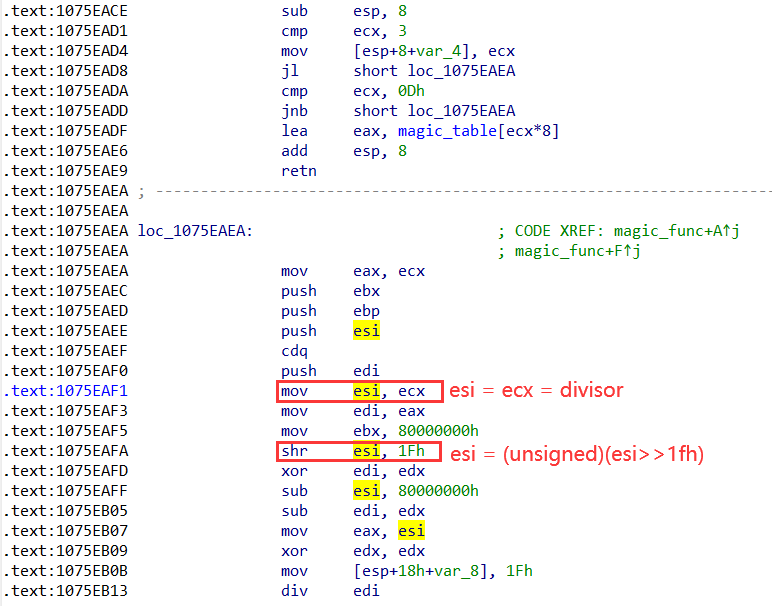 .text:1075EACE sub esp, 8
.text:1075EAD1 cmp ecx, 3
.text:1075EAD4 mov [esp+8+var_4], ecx
.text:1075EAD8 jl short loc_1075EAEA
.text:1075EADA cmp ecx, 0Dh
.text:1075EADD jnb short loc_1075EAEA
.text:1075EADF lea eax, magic_table[ecx*8]
.text:1075EAE6 add esp, 8
.text:1075EAE9 retn
.text:1075EAEA ; ---------------------------------------------------------------------------
.text:1075EAEA
.text:1075EAEA loc_1075EAEA: ; CODE XREF: magic_func+A↑j
.text:1075EAEA ; magic_func+F↑j
.text:1075EAEA mov eax, ecx
.text:1075EAEC push ebx
.text:1075EAED push ebp
.text:1075EAEE push esi
.text:1075EAEF cdq
.text:1075EAF0 push edi
.text:1075EAF1 mov esi, ecx esi = ecx = divisor
.text:1075EAF3 mov edi, eax
.text:1075EAF5 mov ebx, 80000000h
.text:1075EAFA shr esi, 1Fh esi = (unsigned)(esi>>1fh)
.text:1075EAFD xor edi, edx
.text:1075EAFF sub esi, 80000000h
.text:1075EB05 sub edi, edx
.text:1075EB07 mov eax, esi
.text:1075EB09 xor edx, edx
.text:1075EB0B mov [esp+18h+var_8], 1Fh
.text:1075EB13 div edi